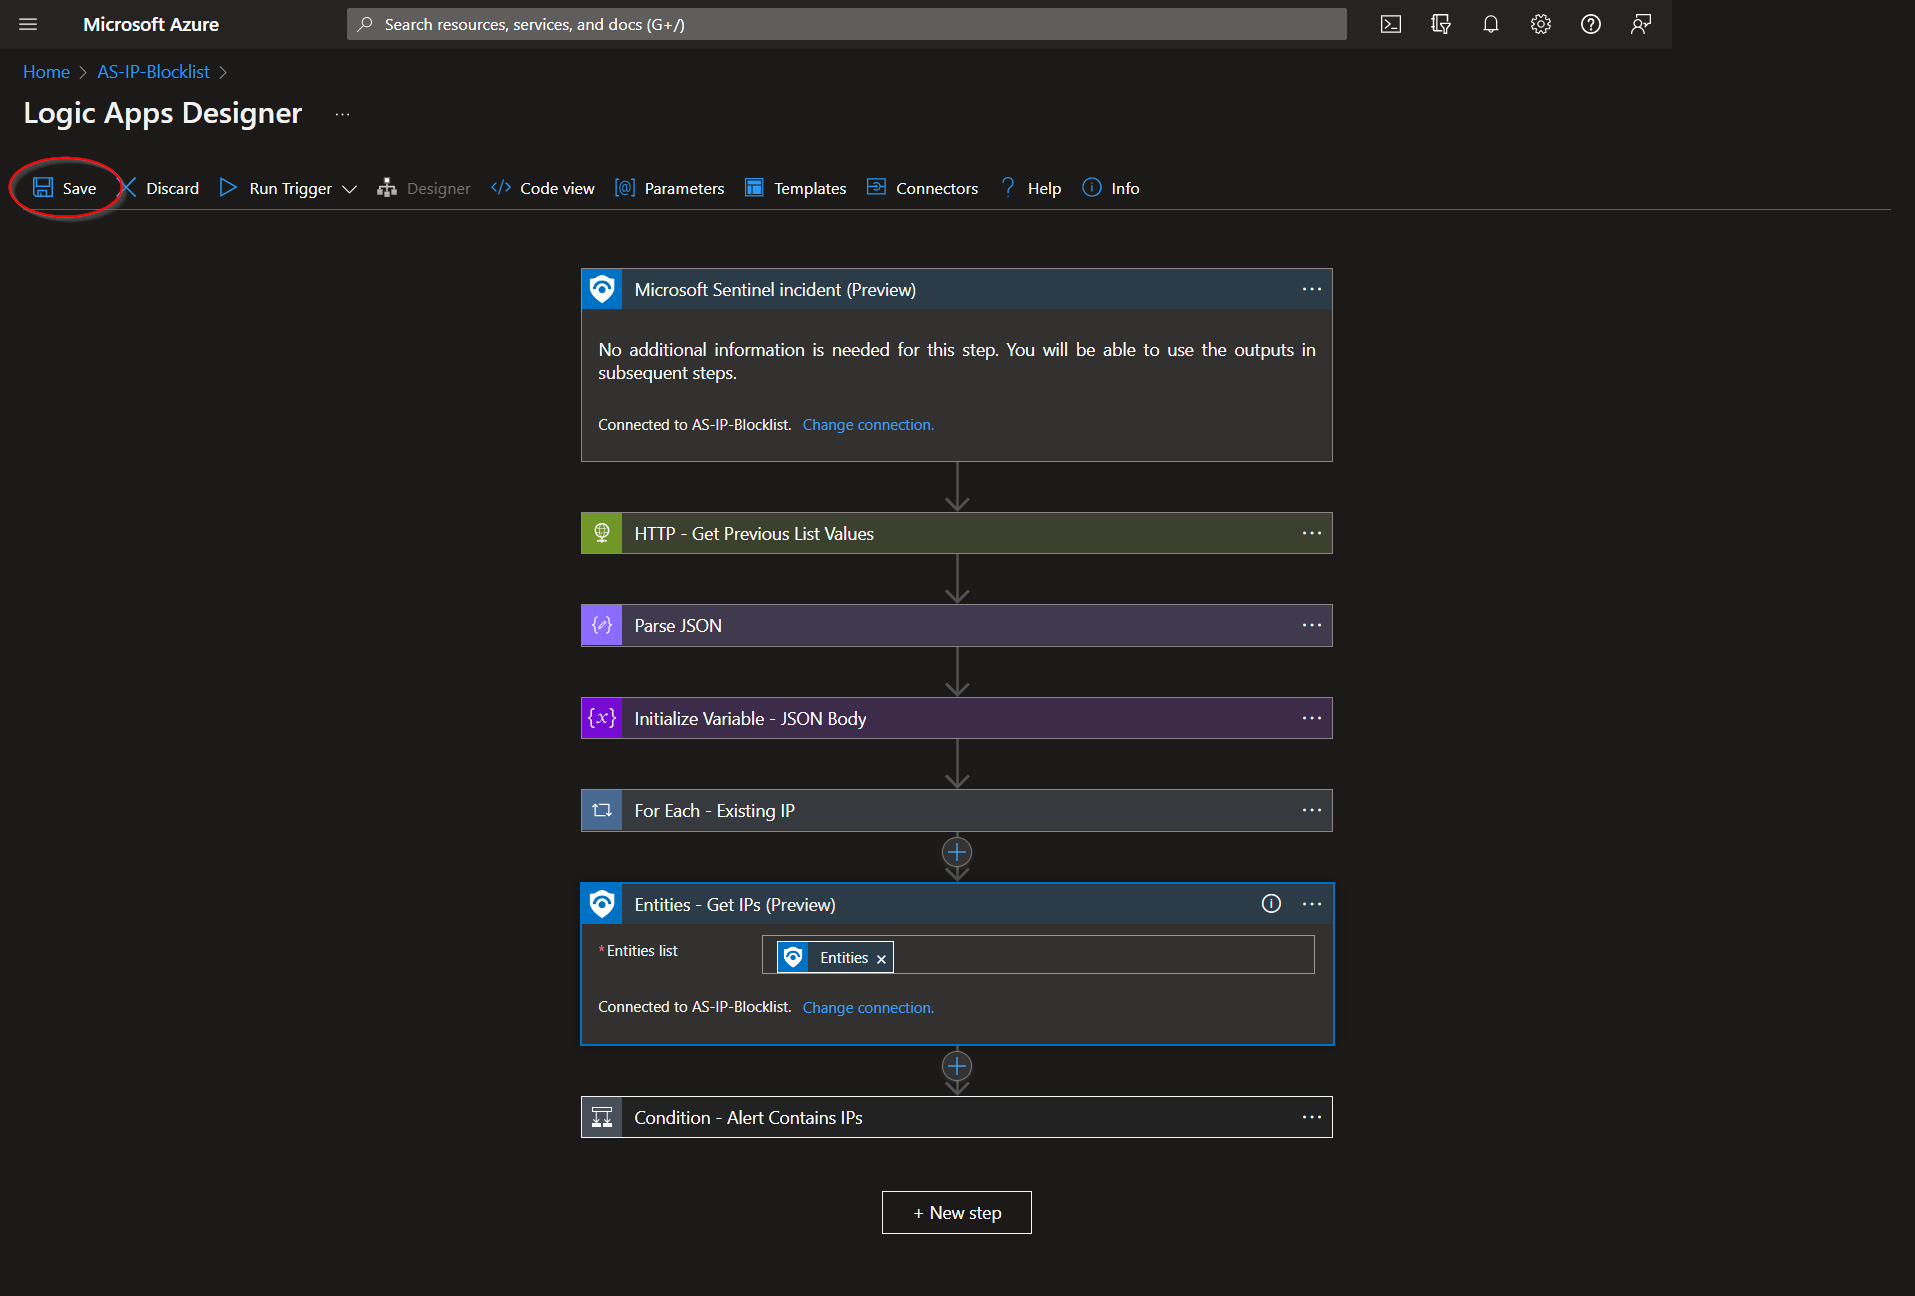 Microsoft Azure
Search resources, services, and docs (G+/)
Home > AS-IP-Blocklist >
Logic Apps Designer ...
Save Discard Run Trigger Designer </> Code view [@] Parameters Templates Connectors ? Help Info
Microsoft Sentinel incident (Preview) ...
No additional information is needed for this step. You will be able to use the outputs in
subsequent steps.
Connected to AS-IP-Blocklist. Change connection.
HTTP - Get Previous List Values ...
Parse JSON ...
{x} Initialize Variable - JSON Body ...
For Each - Existing IP ...
Entities - Get IPs (Preview) ...
* Entities list Entities ×
Connected to AS-IP-Blocklist. Change connection.
Condition - Alert Contains IPs ...
+ New step